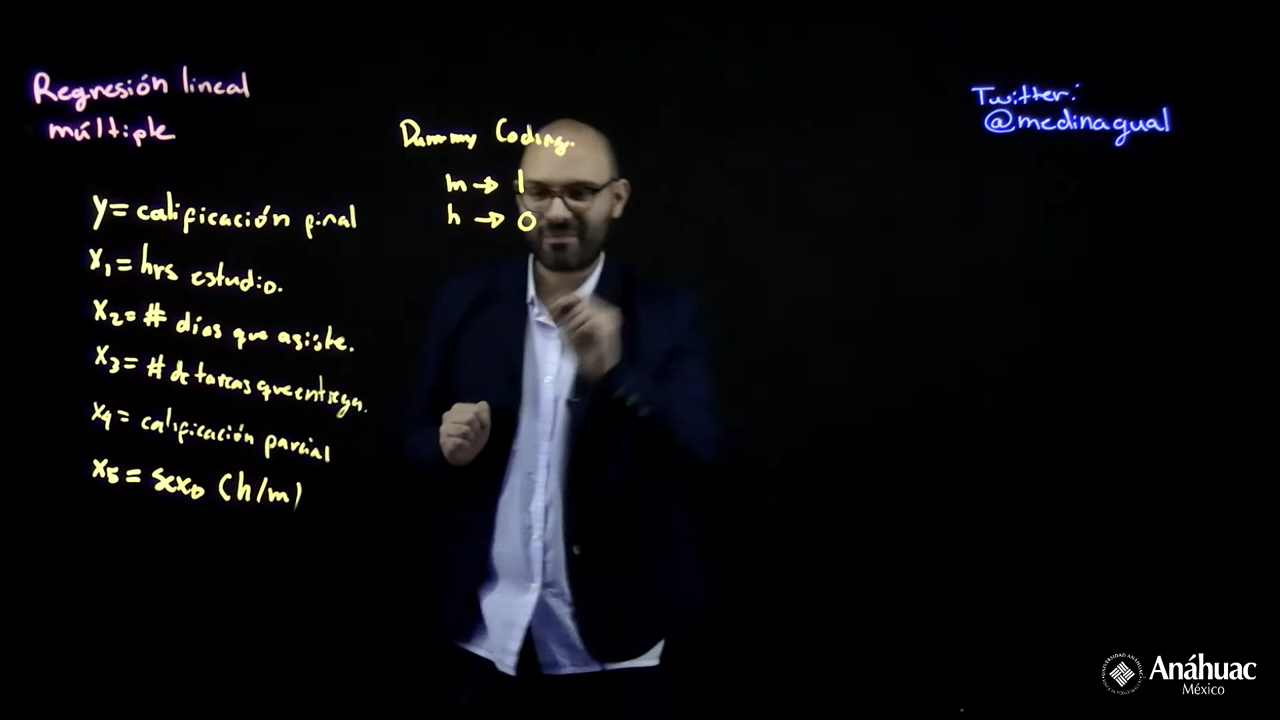 Regresión lineal
múltiple
Twitter:
@medinagual
Dummy Coding.
m → 1
h → 0
y = calificación final
x₁ = hrs estudio.
x₂ = # días que asiste.
x₃ = # de tareas que entrega.
x₄ = calificación parcial
x₅ = sexo (h/m)
Anáhuac
México